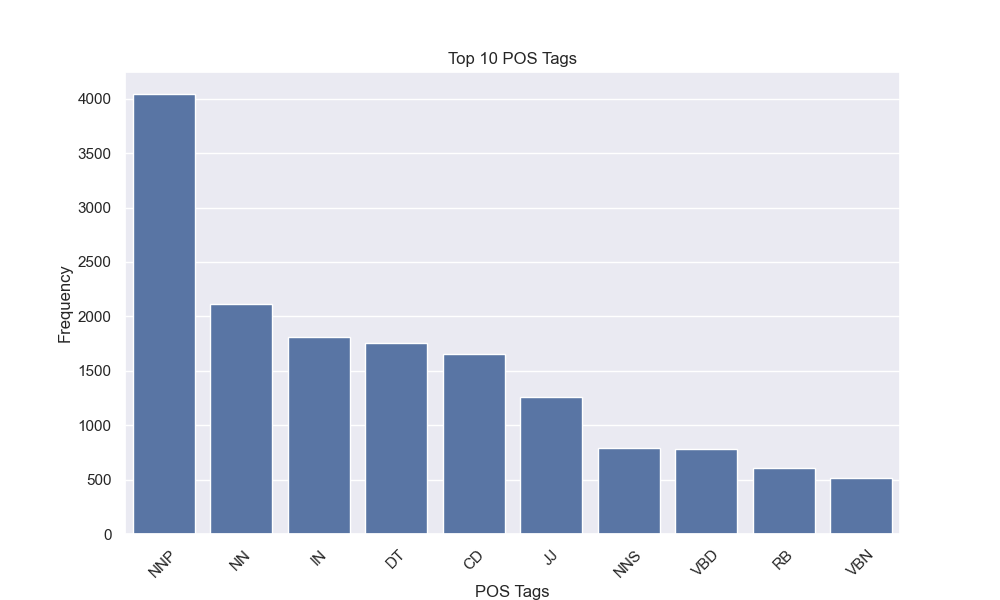 Top 10 POS Tags
4000
3500
3000
2500
2000
1500
1000
500
0
Frequency
NNP
NN
IN
DT
CD
JJ
NNS
VBD
RB
VBN
POS Tags